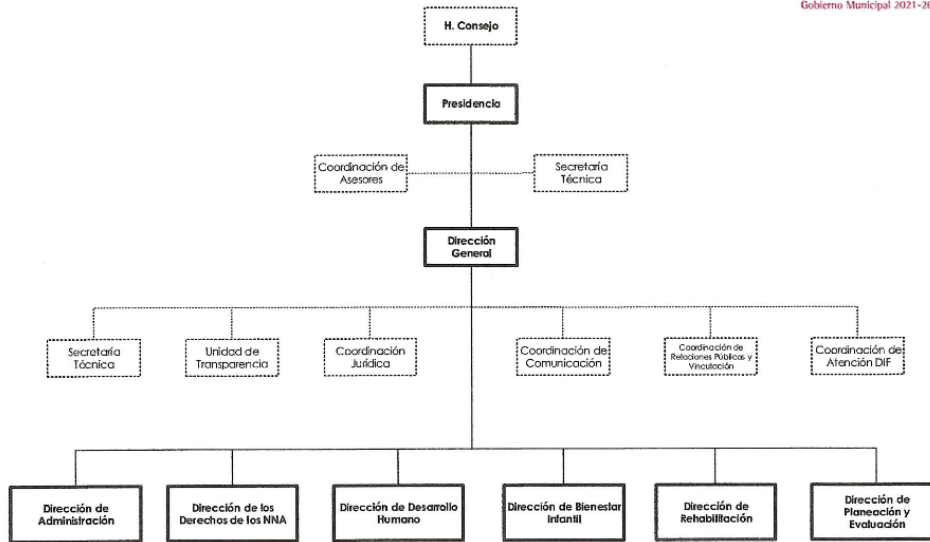 Gobierno Municipal 2021-20
H. Consejo
Presidencia
Coordinación de
Asesores
Secretaría
Técnica
Dirección
General
Secretaría
Técnica
Unidad de
Transparencia
Coordinación
Jurídica
Coordinación de
Comunicación
Coordinación de
Relaciones Públicas y
Vinculación
Coordinación de
Atención DIF
Dirección de
Administración
Dirección de los
Derechos de los NNA
Dirección de Desarrollo
Humano
Dirección de Bienestar
Infantil
Dirección de
Rehabilitación
Dirección de
Planeación y
Evaluación